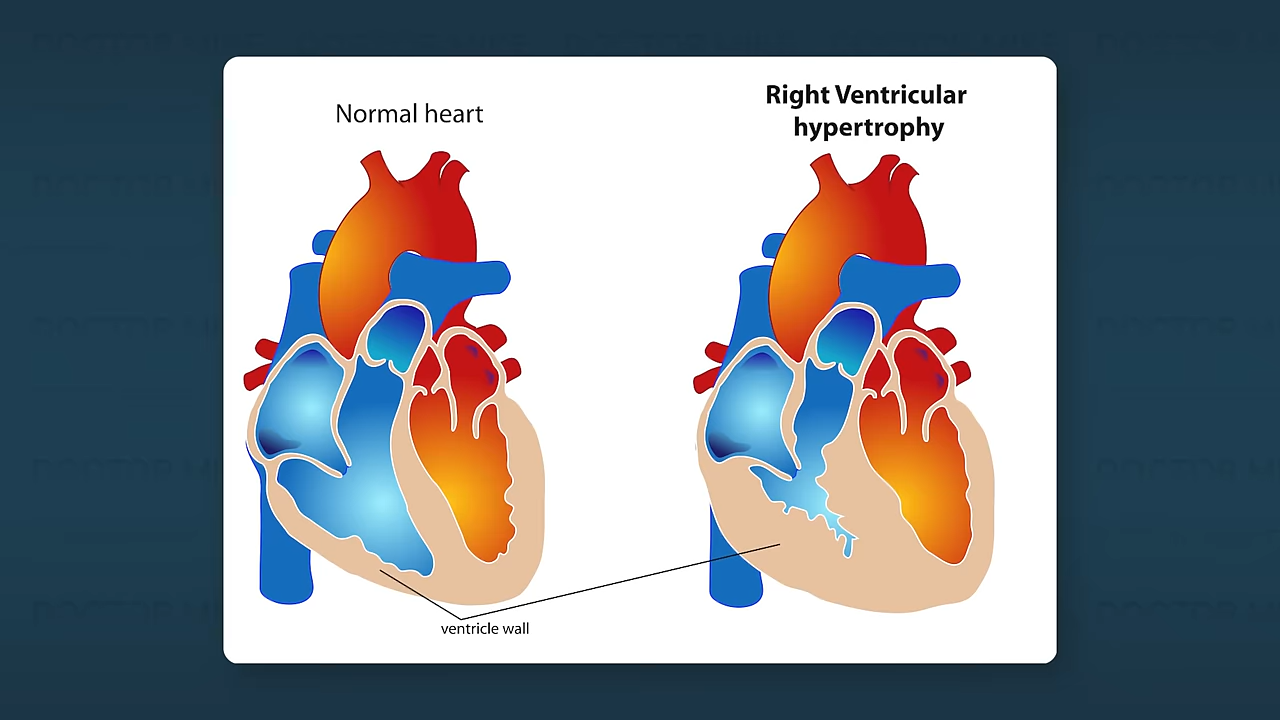 Normal heart
Right Ventricular
hypertrophy
ventricle wall